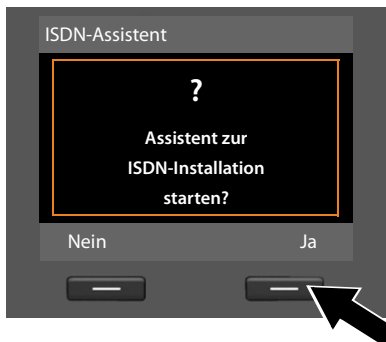 ISDN-Assistent
?
Assistent zur
ISDN-Installation
starten?
Nein Ja